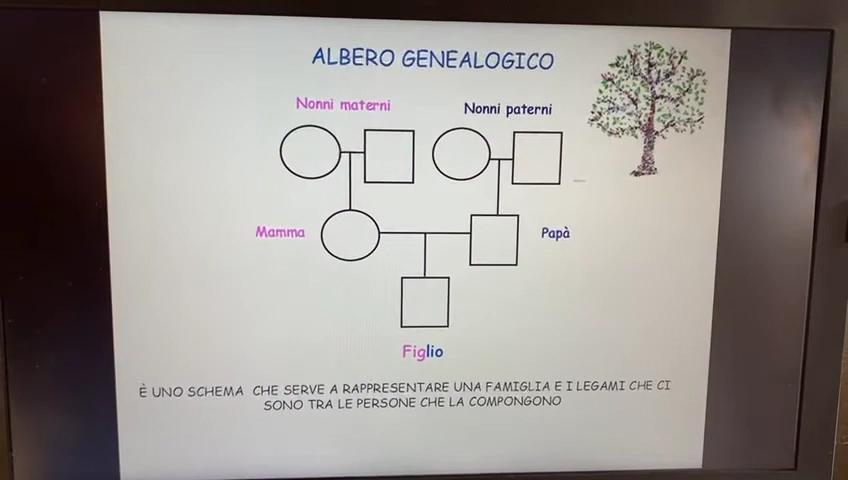 ALBERO GENEALOGICO
Nonni materni
Nonni paterni
Mamma
Papà
Figlio
È UNO SCHEMA CHE SERVE A RAPPRESENTARE UNA FAMIGLIA E I LEGAMI CHE CI
SONO TRA LE PERSONE CHE LA COMPONGONO